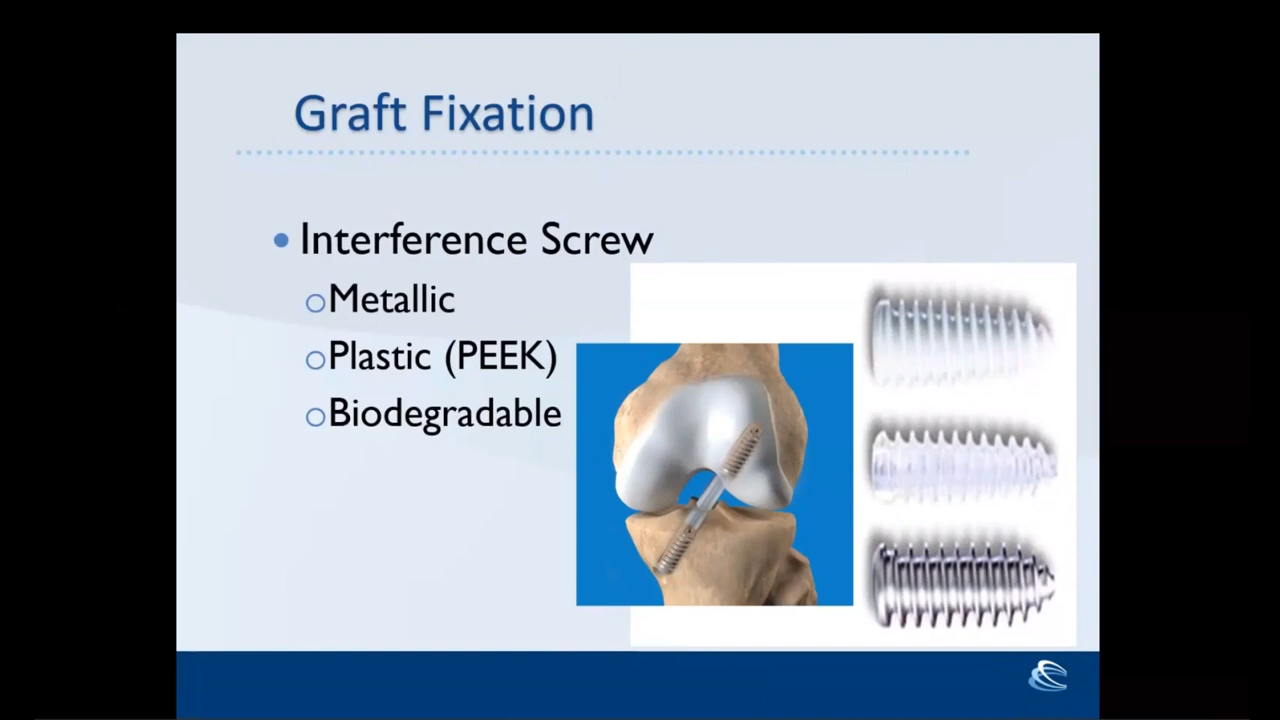 Graft Fixation
• Interference Screw
○Metallic
○Plastic (PEEK)
○Biodegradable